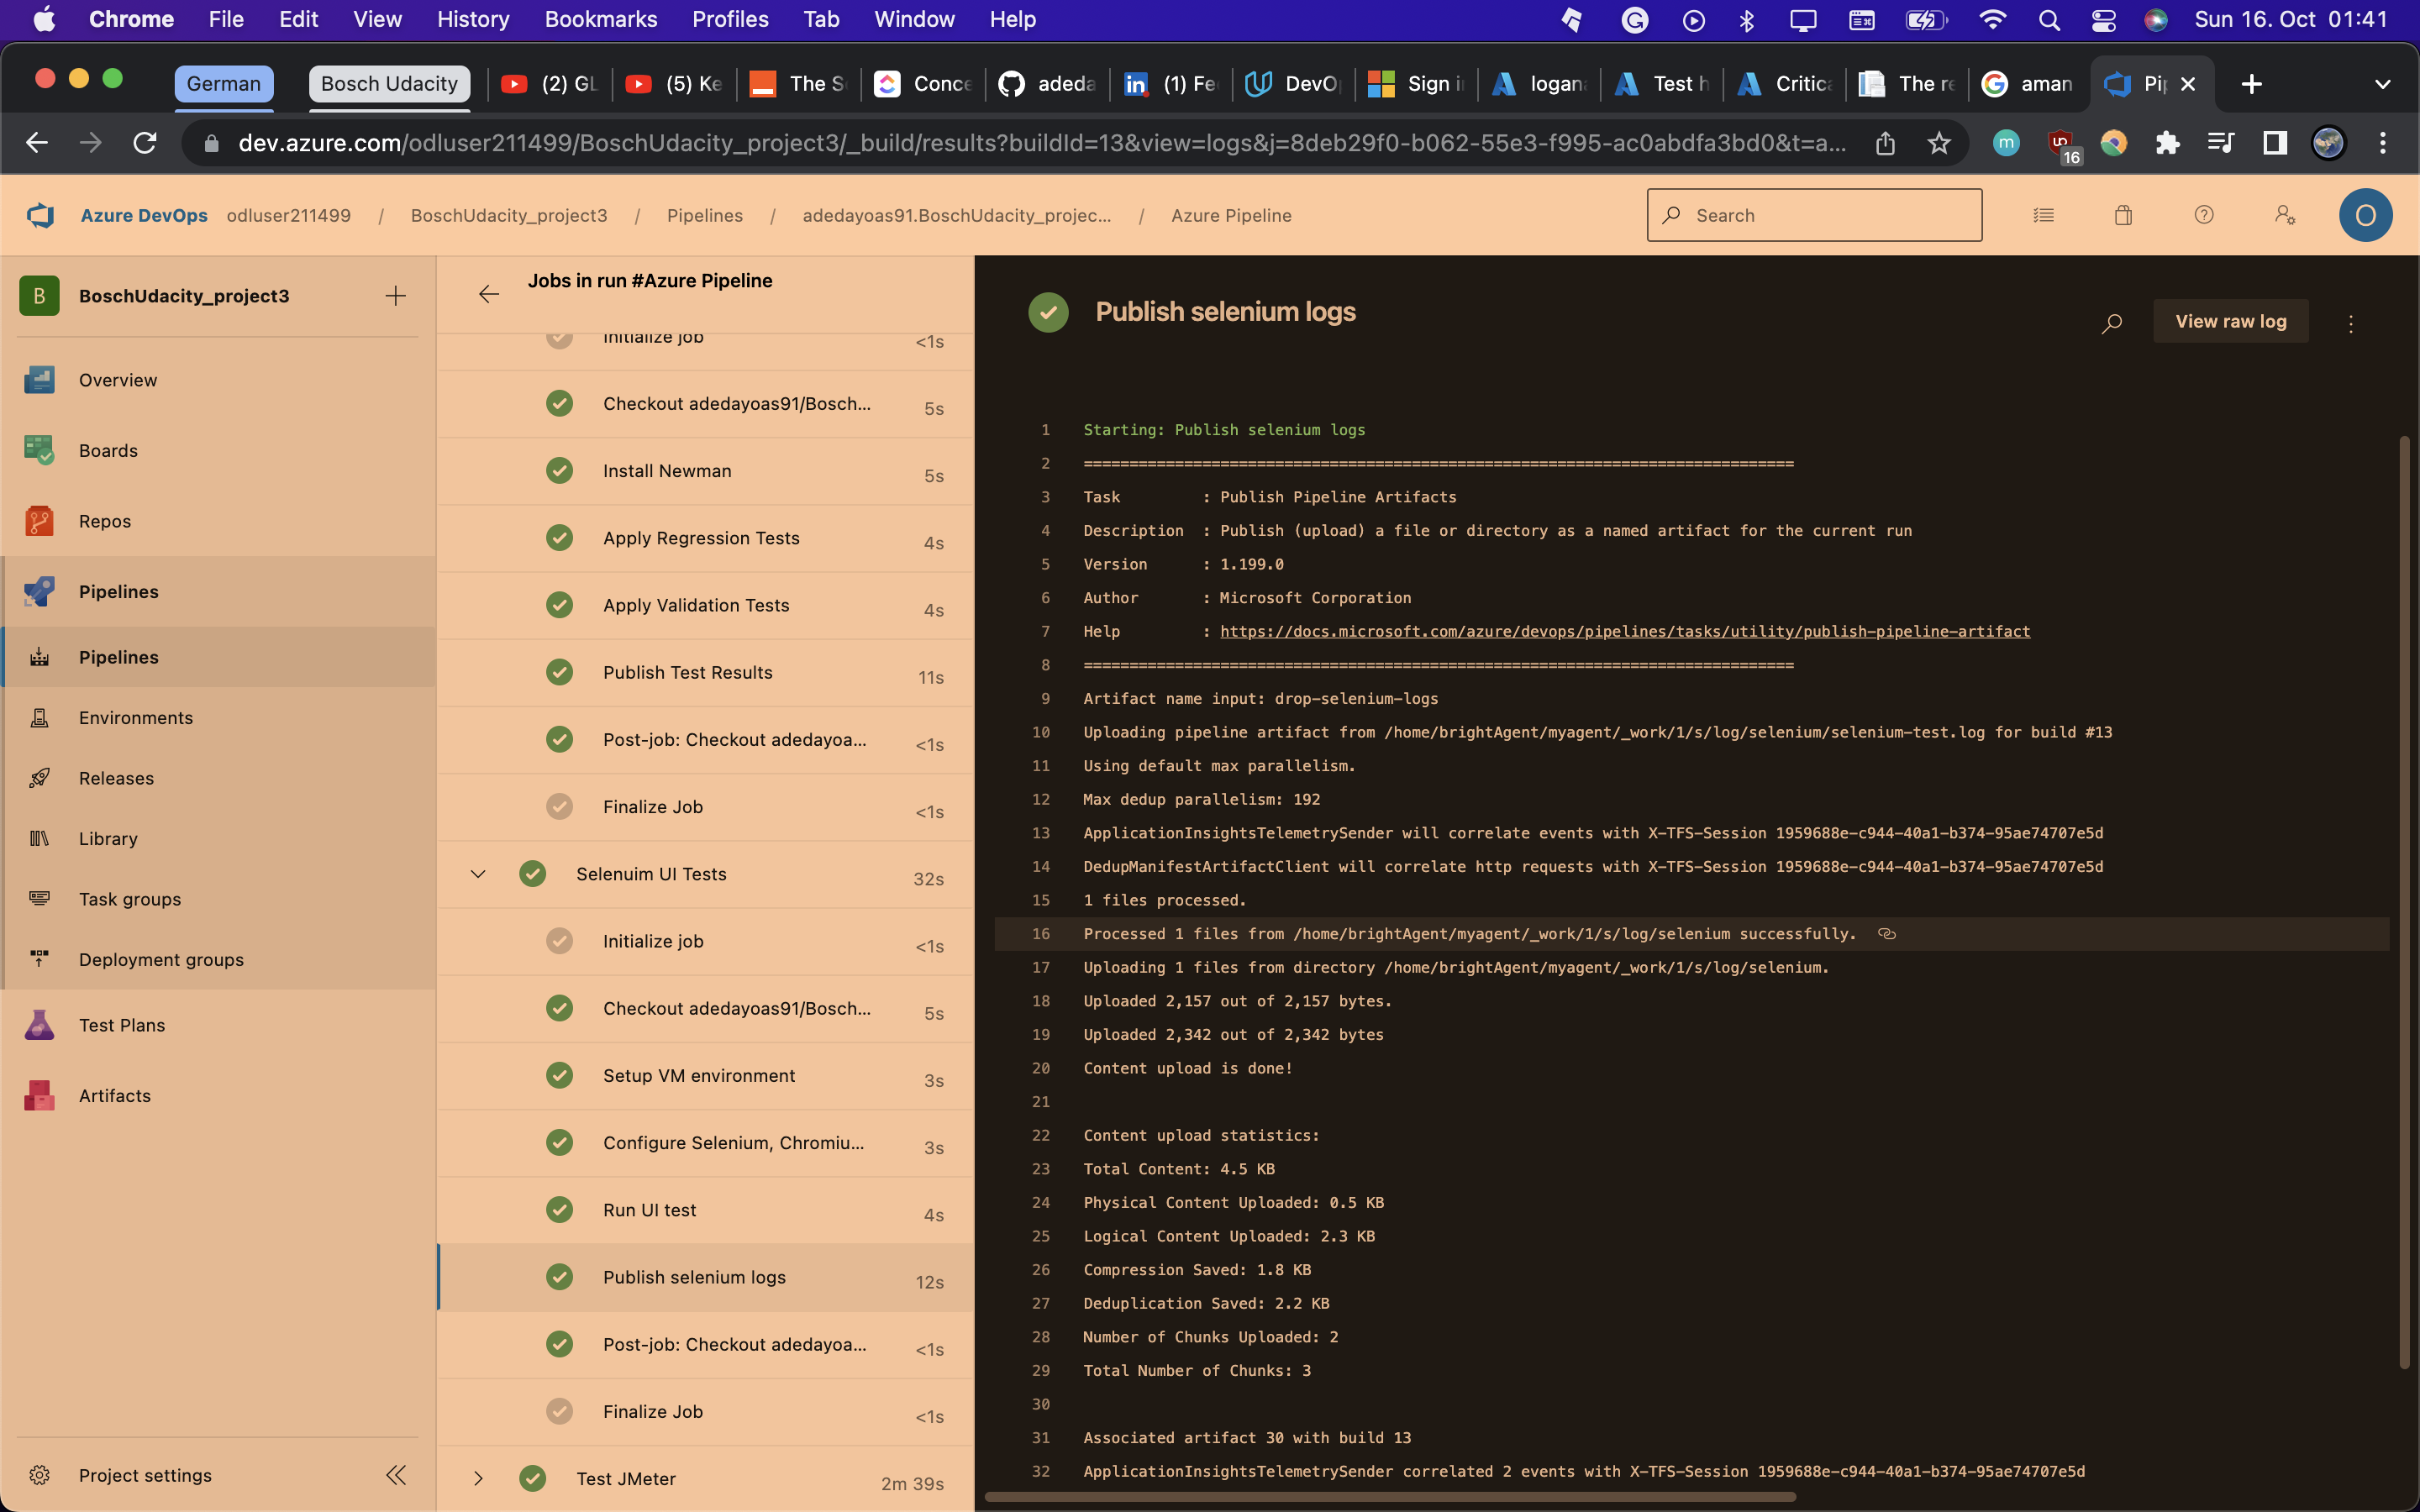 Chrome File Edit View History Bookmarks Profiles Tab Window Help Sun 16. Oct 01:41
German Bosch Udacity (2) GL (5) Ke The S Conce adeda (1) Fe DevO Sign i logan Test h Critic The re aman Pip
dev.azure.com/odluser211499/BoschUdacity_project3/_build/results?buildId=13&view=logs&j=8deb29f0-b062-55e3-f995-ac0abdfa3bd0&t=a... m 16
Azure DevOps odluser211499 / BoschUdacity_project3 / Pipelines / adedayoas91.BoschUdacity_projec... / Azure Pipeline Search O
B BoschUdacity_project3
Overview
Boards
Repos
Pipelines
Pipelines
Environments
Releases
Library
Task groups
Deployment groups
Test Plans
Artifacts
Project settings
Jobs in run #Azure Pipeline
Initialize job <1s
Checkout adedayoas91/Bosch... 5s
Install Newman 5s
Apply Regression Tests 4s
Apply Validation Tests 4s
Publish Test Results 11s
Post-job: Checkout adedayoa... <1s
Finalize Job <1s
Selenuim UI Tests 32s
Initialize job <1s
Checkout adedayoas91/Bosch... 5s
Setup VM environment 3s
Configure Selenium, Chromiu... 3s
Run UI test 4s
Publish selenium logs 12s
Post-job: Checkout adedayoa... <1s
Finalize Job <1s
Test JMeter 2m 39s
Publish selenium logs
View raw log
1 Starting: Publish selenium logs
2 ==============================================================================
3 Task : Publish Pipeline Artifacts
4 Description : Publish (upload) a file or directory as a named artifact for the current run
5 Version : 1.199.0
6 Author : Microsoft Corporation
7 Help : https://docs.microsoft.com/azure/devops/pipelines/tasks/utility/publish-pipeline-artifact
8 ==============================================================================
9 Artifact name input: drop-selenium-logs
10 Uploading pipeline artifact from /home/brightAgent/myagent/_work/1/s/log/selenium/selenium-test.log for build #13
11 Using default max parallelism.
12 Max dedup parallelism: 192
13 ApplicationInsightsTelemetrySender will correlate events with X-TFS-Session 1959688e-c944-40a1-b374-95ae74707e5d
14 DedupManifestArtifactClient will correlate http requests with X-TFS-Session 1959688e-c944-40a1-b374-95ae74707e5d
15 1 files processed.
16 Processed 1 files from /home/brightAgent/myagent/_work/1/s/log/selenium successfully.
17 Uploading 1 files from directory /home/brightAgent/myagent/_work/1/s/log/selenium.
18 Uploaded 2,157 out of 2,157 bytes.
19 Uploaded 2,342 out of 2,342 bytes
20 Content upload is done!
21
22 Content upload statistics:
23 Total Content: 4.5 KB
24 Physical Content Uploaded: 0.5 KB
25 Logical Content Uploaded: 2.3 KB
26 Compression Saved: 1.8 KB
27 Deduplication Saved: 2.2 KB
28 Number of Chunks Uploaded: 2
29 Total Number of Chunks: 3
30
31 Associated artifact 30 with build 13
32 ApplicationInsightsTelemetrySender correlated 2 events with X-TFS-Session 1959688e-c944-40a1-b374-95ae74707e5d